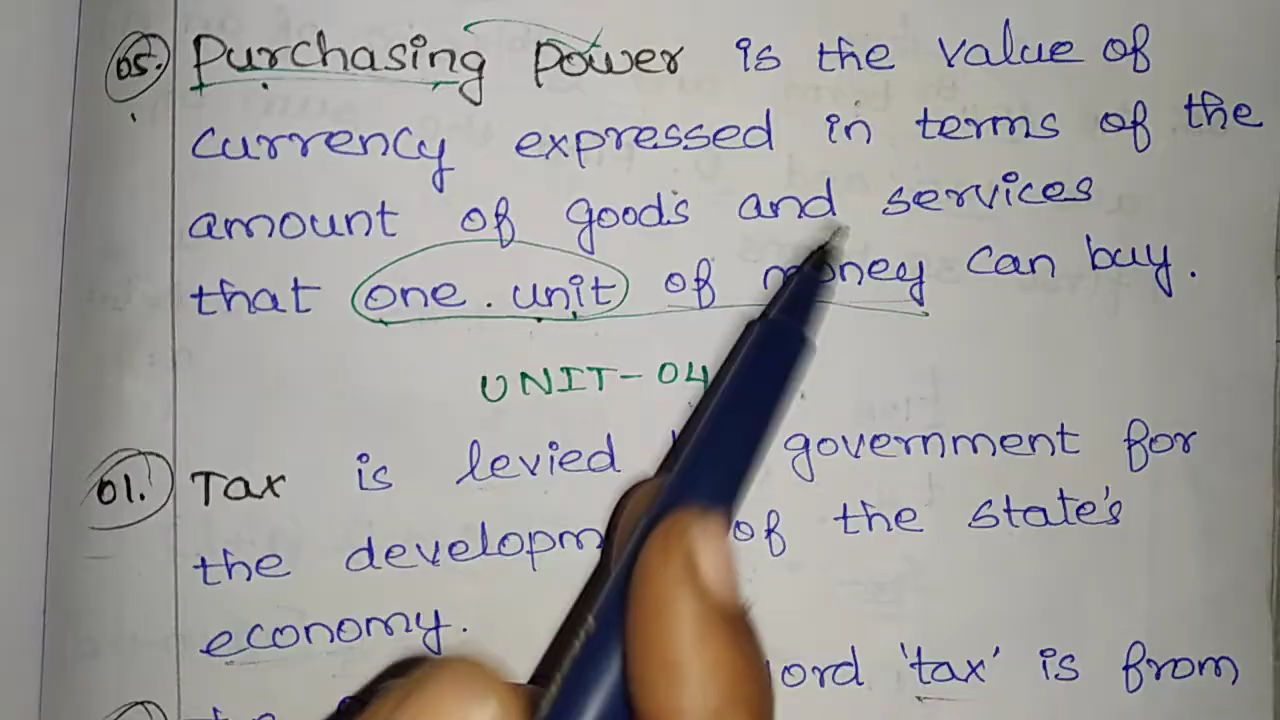 05. Purchasing power is the value of
currency expressed in terms of the
amount of goods and services
that one unit of money can buy.
UNIT-04
01. Tax is levied government for
the developm of the state's
economy.
ord 'tax' is from